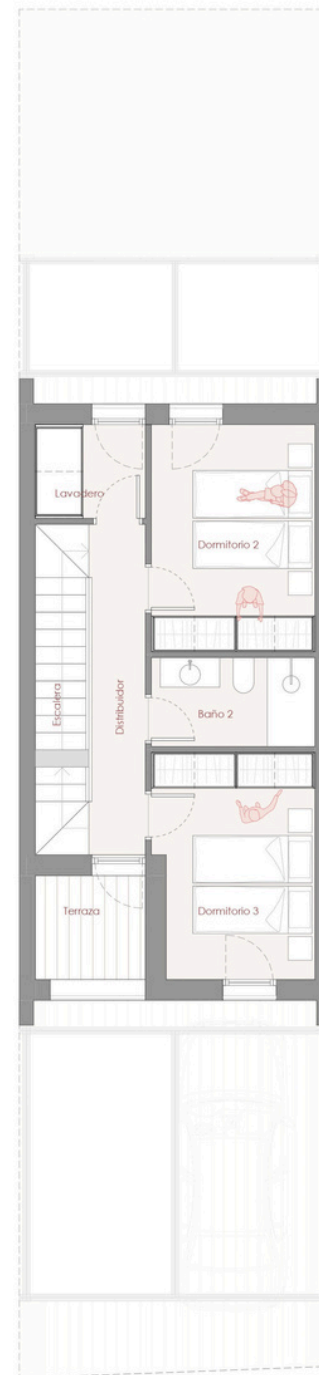 Lavadero
Dormitorio 2
Escalera
Distribuidor
Baño 2
Terraza
Dormitorio 3